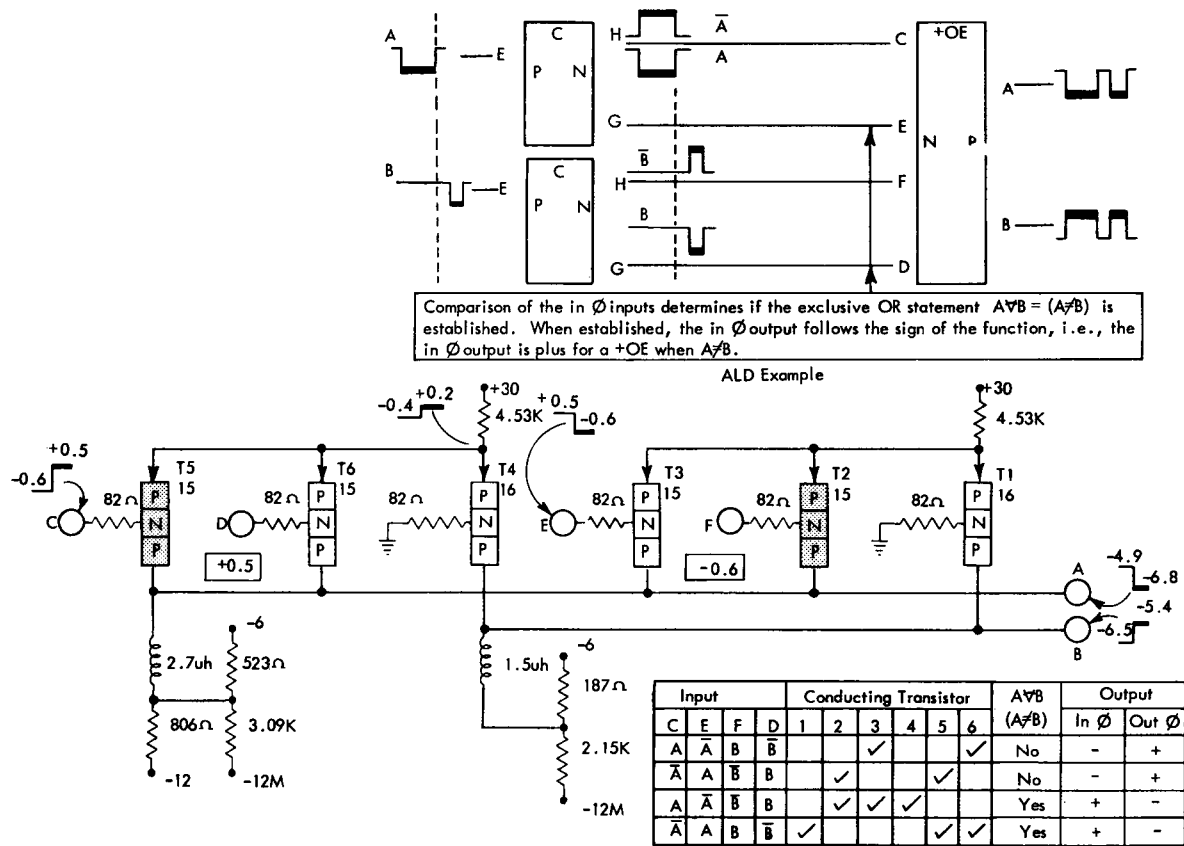 A
E
C
P N
H
Ā
A
C
+OE
A
G
E
N P
B
E
C
P N
B̄
H
F
B
B
G
D
Comparison of the in Ø inputs determines if the exclusive OR statement A∀B = (A≠B) is
established. When established, the in Ø output follows the sign of the function, i.e., the
in Ø output is plus for a +OE when A≠B.
ALD Example
+30
4.53K
-0.4 +0.2
+0.5
-0.6
+30
4.53K
+0.5
-0.6
T5
15
T6
15
T4
16
T3
15
T2
15
T1
16
82Ω
82Ω
82Ω
82Ω
82Ω
82Ω
C
D
E
F
P
N
P
P
N
P
P
N
P
P
N
P
P
N
P
P
N
P
+0.5
-0.6
A
-4.9
-6.8
-5.4
-6.5
B
-6
2.7uh
523Ω
806Ω
3.09K
-12
-12M
-6
1.5uh
187Ω
2.15K
-12M
Input Conducting Transistor A∀B (A≠B) Output
C E F D 1 2 3 4 5 6 In Ø Out Ø
A Ā B B̄ ✓ ✓ No - +
Ā A B̄ B ✓ ✓ No - +
A Ā B̄ B ✓ ✓ ✓ Yes + -
Ā A B B̄ ✓ ✓ ✓ Yes + -